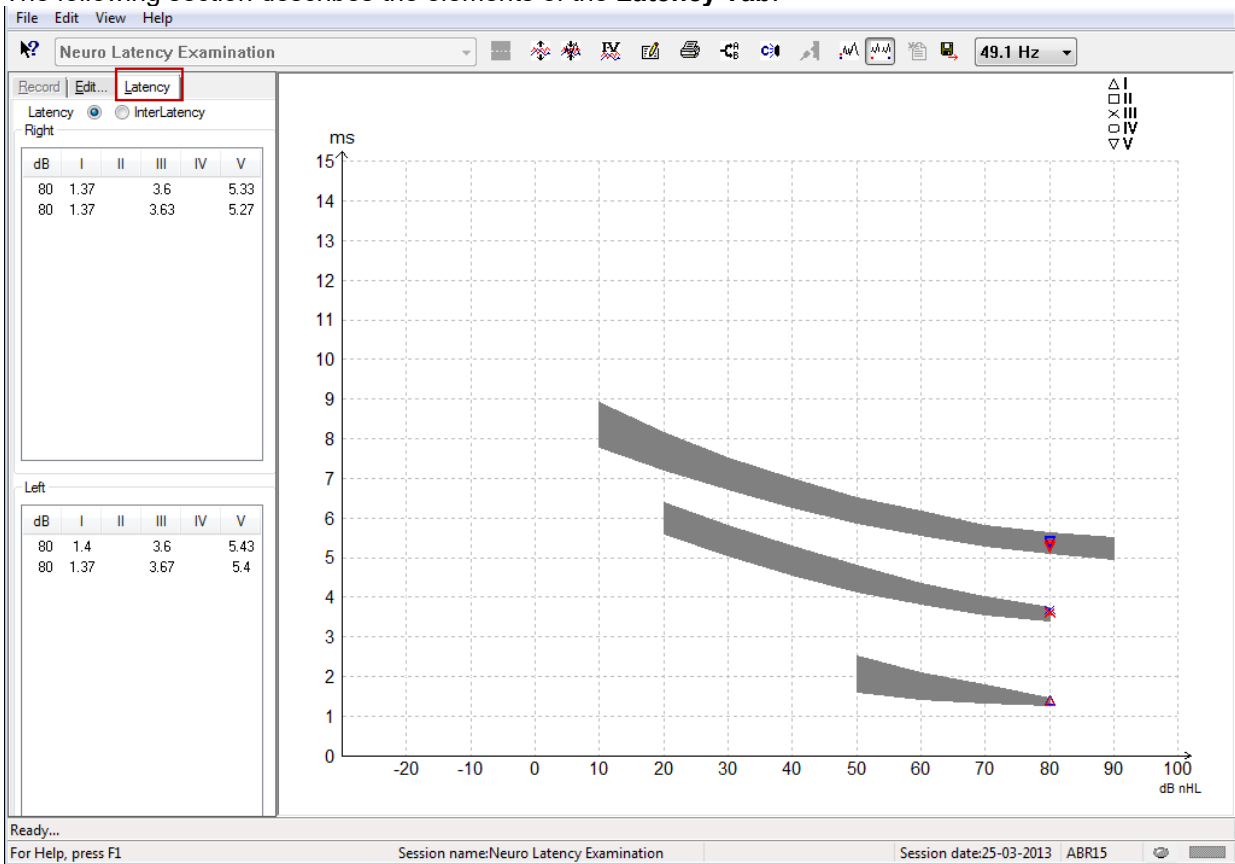 The following section describes the elements of the Latency Tab.
File Edit View Help
Neuro Latency Examination
49.1 Hz
Record Edit... Latency
Latency InterLatency
Right
dB I II III IV V
80 1.37 3.6 5.33
80 1.37 3.63 5.27
Left
dB I II III IV V
80 1.4 3.6 5.43
80 1.37 3.67 5.4
I
II
III
IV
V
ms
15
14
13
12
11
10
9
8
7
6
5
4
3
2
1
0
-20 -10 0 10 20 30 40 50 60 70 80 90 100
dB nHL
Ready...
For Help, press F1 Session name:Neuro Latency Examination Session date:25-03-2013 ABR15